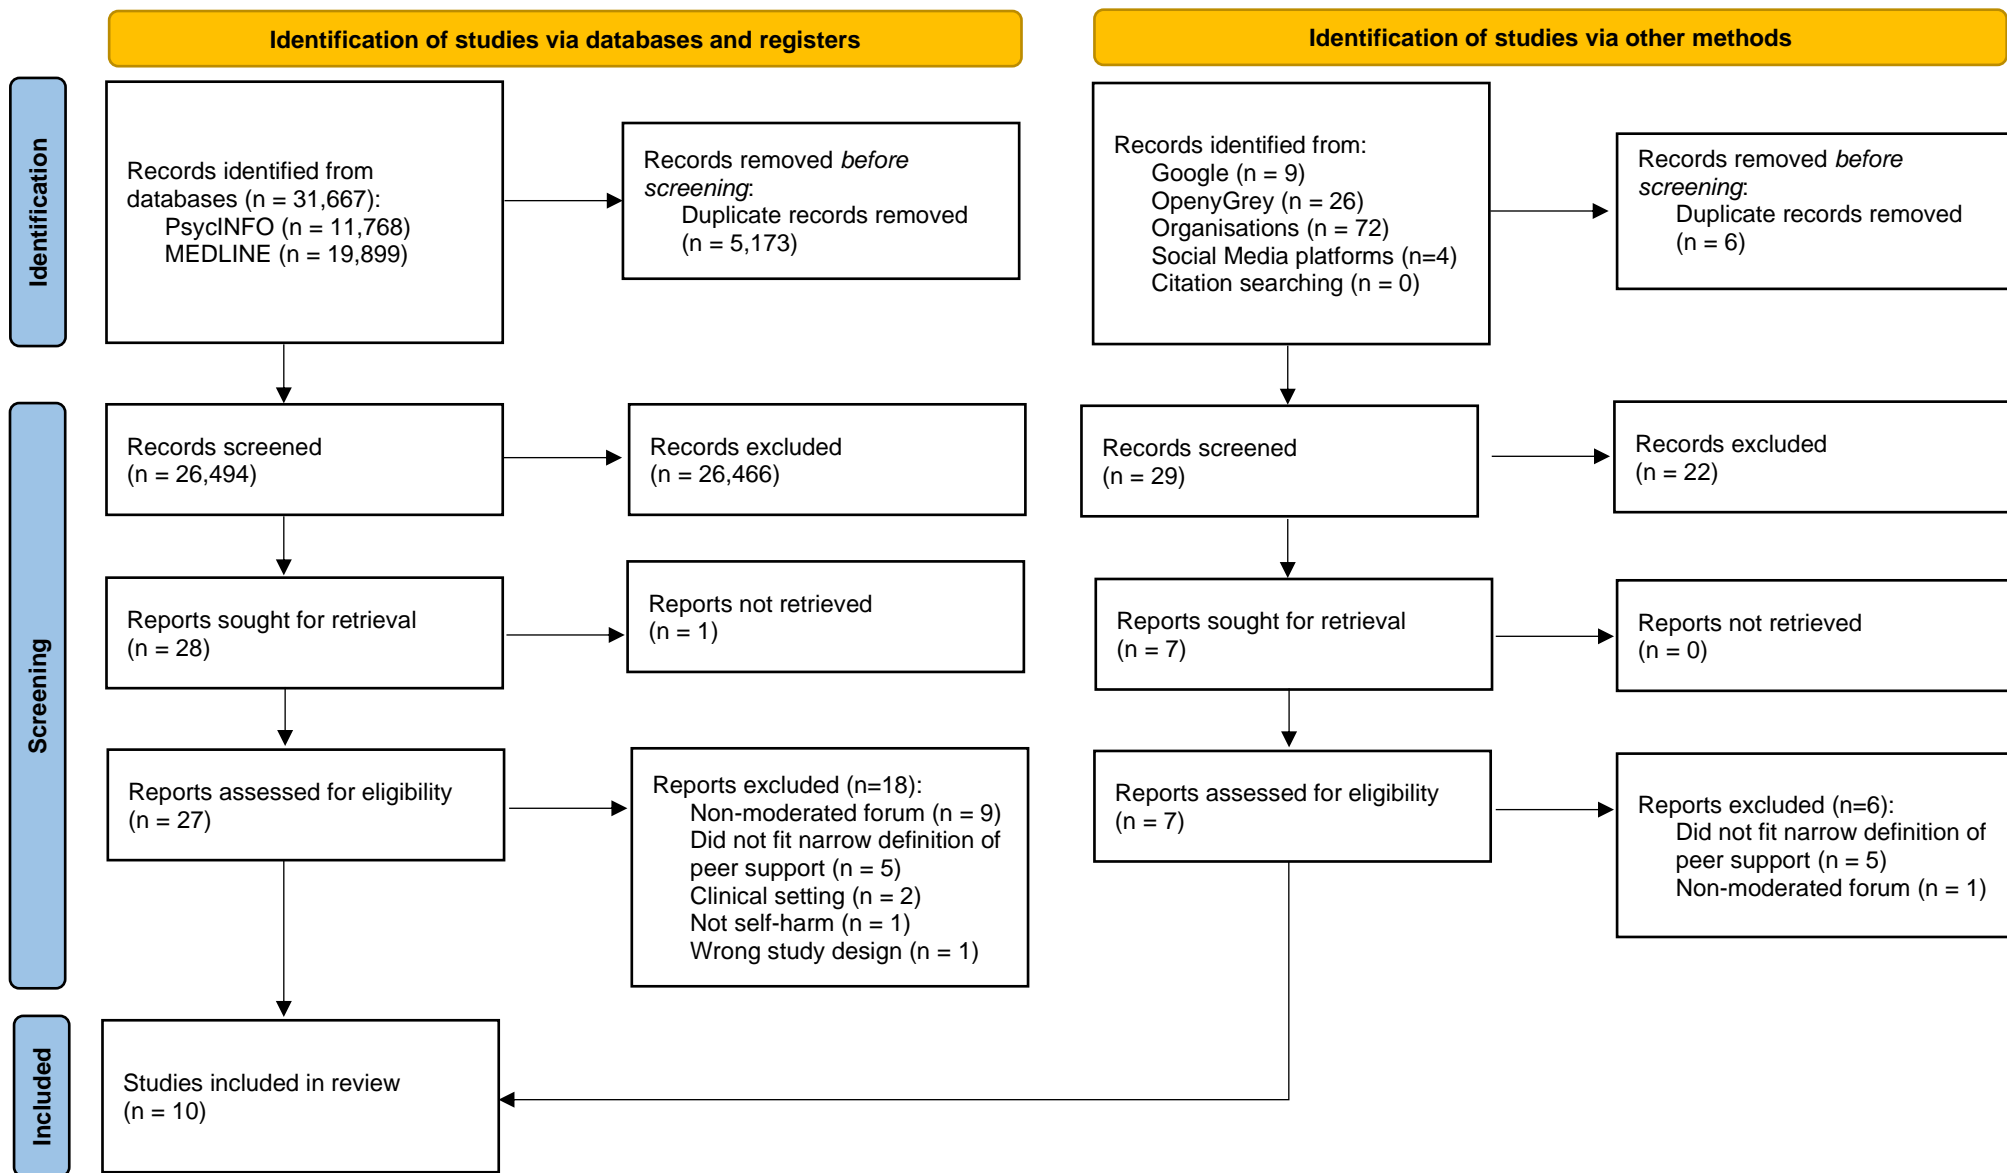 Identification of studies via databases and registers
Identification of studies via other methods
Identification
Records identified from
databases (n = 31,667):
PsycINFO (n = 11,768)
MEDLINE (n = 19,899)
Records removed before
screening:
Duplicate records removed
(n = 5,173)
Records identified from:
Google (n = 9)
OpenyGrey (n = 26)
Organisations (n = 72)
Social Media platforms (n=4)
Citation searching (n = 0)
Records removed before
screening:
Duplicate records removed
(n = 6)
Screening
Records screened
(n = 26,494)
Records excluded
(n = 26,466)
Records screened
(n = 29)
Records excluded
(n = 22)
Reports sought for retrieval
(n = 28)
Reports not retrieved
(n = 1)
Reports sought for retrieval
(n = 7)
Reports not retrieved
(n = 0)
Reports assessed for eligibility
(n = 27)
Reports excluded (n=18):
Non-moderated forum (n = 9)
Did not fit narrow definition of
peer support (n = 5)
Clinical setting (n = 2)
Not self-harm (n = 1)
Wrong study design (n = 1)
Reports assessed for eligibility
(n = 7)
Reports excluded (n=6):
Did not fit narrow definition of
peer support (n = 5)
Non-moderated forum (n = 1)
Included
Studies included in review
(n = 10)